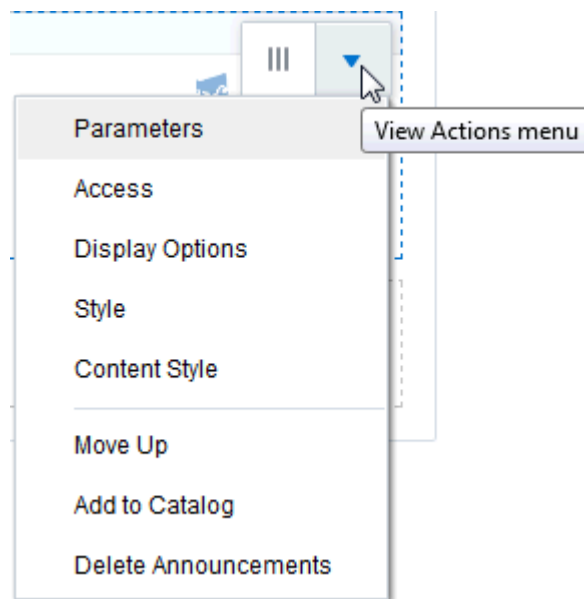 View Actions menu
Parameters
Access
Display Options
Style
Content Style
Move Up
Add to Catalog
Delete Announcements